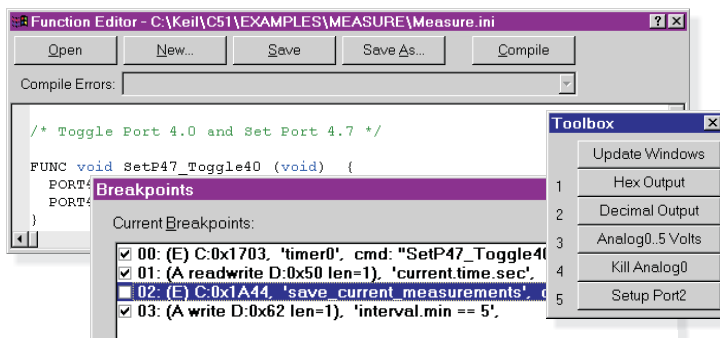 Function Editor - C:\Keil\C51\EXAMPLES\MEASURE\Measure.ini
Open New... Save Save As... Compile
Compile Errors:
/* Toggle Port 4.0 and Set Port 4.7 */
FUNC void SetP47_Toggle40 (void) {
PORT4
PORT4
}
Breakpoints
Current Breakpoints:
00: (E) C:0x1703, 'timer0', cmd: "SetP47_Toggle40
01: (A readwrite D:0x50 len=1), 'current.time.sec',
02: (E) C:0x1A44, 'save_current_measurements',
03: (A write D:0x62 len=1), 'interval.min == 5',
Toolbox
Update Windows
1 Hex Output
2 Decimal Output
3 Analog0..5 Volts
4 Kill Analog0
5 Setup Port2